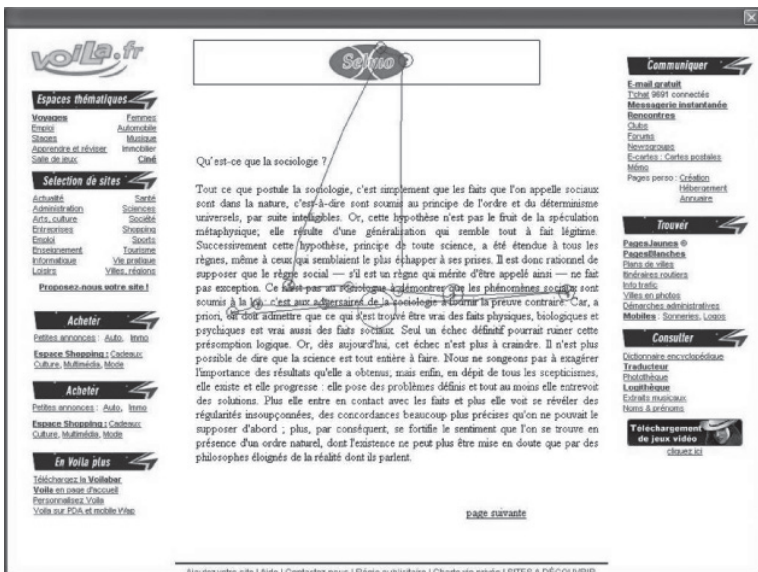 voila.fr
Espaces thématiques
Voyages Femmes
Emploi Automobile
Stages Musique
Apprendre et réviser Immobilier
Salle de jeux Ciné
Sélection de sites
Actualité Santé
Administration Sciences
Arts, culture Société
Entreprises Shopping
Emploi Sports
Enseignement Tourisme
Informatique Vie pratique
Loisirs Villes, régions
Proposez-nous votre site !
Acheter
Petites annonces : Auto, Immo
Espace Shopping : Cadeaux
Culture, Multimédia, Mode
Acheter
Petites annonces : Auto, Immo
Espace Shopping : Cadeaux
Culture, Multimédia, Mode
En Voila plus
Téléchargez la Voilabar
Voila en page d'accueil
Personnalisez Voila
Voila sur PDA et mobile Wap
Selmo
Qu'est-ce que la sociologie ?
Tout ce que postule la sociologie, c'est simplement que les faits que l'on appelle sociaux
sont dans la nature, c'est-à-dire sont soumis au principe de l'ordre et du déterminisme
universels, par suite intelligibles. Or, cette hypothèse n'est pas le fruit de la spéculation
métaphysique; elle résulte d'une généralisation qui semble tout à fait légitime.
Successivement cette hypothèse, principe de toute science, a été étendue à tous les
règnes, même à ceux qui semblaient le plus échapper à ses prises. Il est donc rationnel de
supposer que le règne social — s'il est un règne qui mérite d'être appelé ainsi — ne fait
pas exception. Ce n'est pas au sociologue à démontrer que les phénomènes sociaux sont
soumis à la loi : c'est aux adversaires de la sociologie à fournir la preuve contraire. Car, a
priori, on doit admettre que ce qui s'est trouvé être vrai des faits physiques, biologiques et
psychiques est vrai aussi des faits sociaux. Seul un échec définitif pourrait ruiner cette
présomption logique. Or, dès aujourd'hui, cet échec n'est plus à craindre. Il n'est plus
possible de dire que la science est tout entière à faire. Nous ne songeons pas à exagérer
l'importance des résultats qu'elle a obtenus, mais enfin, en dépit de tous les scepticismes,
elle existe et elle progresse : elle pose des problèmes définis et tout au moins elle entrevoit
des solutions. Plus elle entre en contact avec les faits et plus elle voit se révéler des
régularités insoupçonnées, des concordances beaucoup plus précises qu'on ne pouvait le
supposer d'abord ; plus, par conséquent, se fortifie le sentiment que l'on se trouve en
présence d'un ordre naturel, dont l'existence ne peut plus être mise en doute que par des
philosophes éloignés de la réalité dont ils parlent.
page suivante
Communiquer
E-mail gratuit
T'chat 9691 connectés
Messagerie instantanée
Rencontres
Clubs
Forums
Newsgroups
E-cartes : Cartes postales
Mémo
Pages perso : Création
Hébergement
Annuaire
Trouver
PagesJaunes ®
PagesBlanches
Plans de villes
Itinéraires routiers
Info trafic
Villes en photos
Démarches administratives
Mobiles : Sonneries, Logos
Consulter
Dictionnaire encyclopédique
Traducteur
Photothèque
Logithèque
Extraits musicaux
Noms & prénoms
Téléchargement
de jeux vidéo
cliquez ici